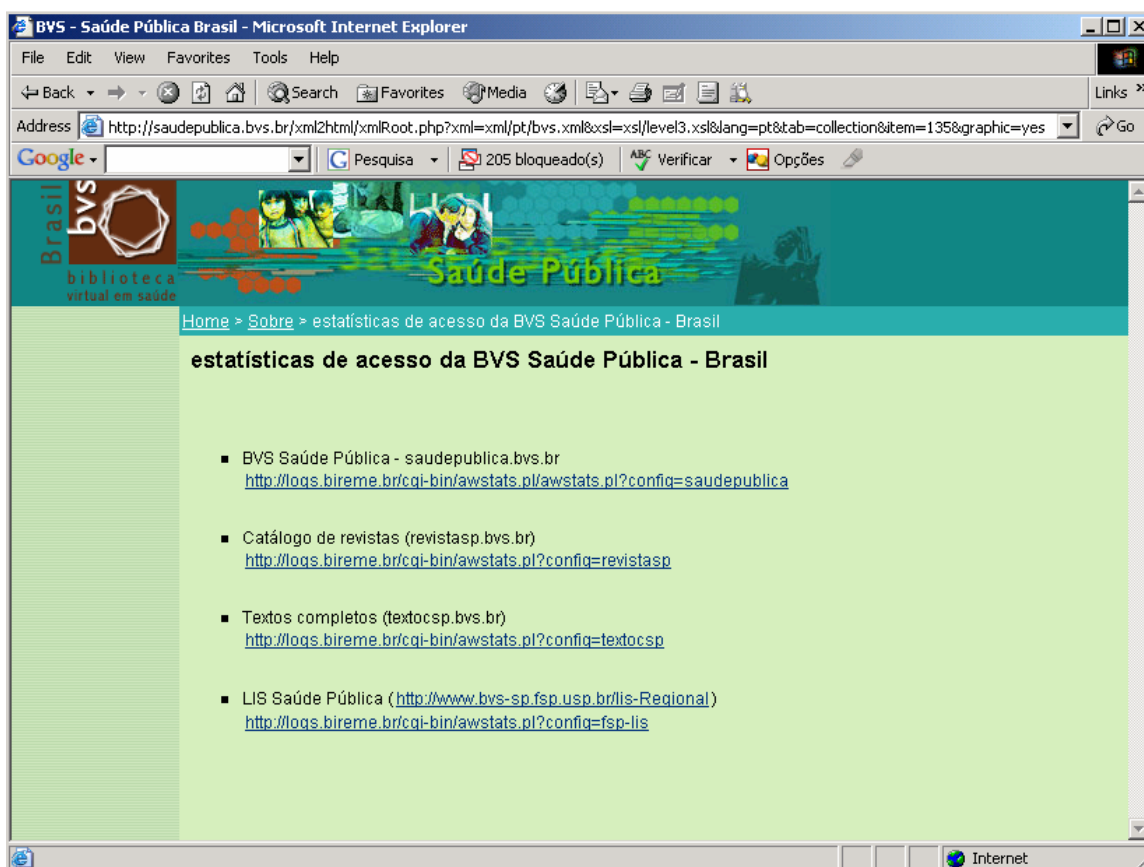 BVS - Saúde Pública Brasil - Microsoft Internet Explorer
File Edit View Favorites Tools Help
Back Search Favorites Media Links »
Address http://saudepublica.bvs.br/xml2html/xmlRoot.php?xml=xml/pt/bvs.xml&xsl=xsl/level3.xsl&lang=pt&tab=collection&item=135&graphic=yes Go
Google Pesquisa 205 bloqueado(s) ABC Verificar Opções
Brasil
bvs
biblioteca
virtual em saúde
Saúde Pública
Home > Sobre > estatísticas de acesso da BVS Saúde Pública - Brasil
estatísticas de acesso da BVS Saúde Pública - Brasil
BVS Saúde Pública - saudepublica.bvs.br
http://logs.bireme.br/cgi-bin/awstats.pl/awstats.pl?config=saudepublica
Catálogo de revistas (revistasp.bvs.br)
http://logs.bireme.br/cgi-bin/awstats.pl?config=revistasp
Textos completos (textocsp.bvs.br)
http://logs.bireme.br/cgi-bin/awstats.pl?config=textocsp
LIS Saúde Pública (http://www.bvs-sp.fsp.usp.br/lis-Regional)
http://logs.bireme.br/cgi-bin/awstats.pl?config=fsp-lis
Internet